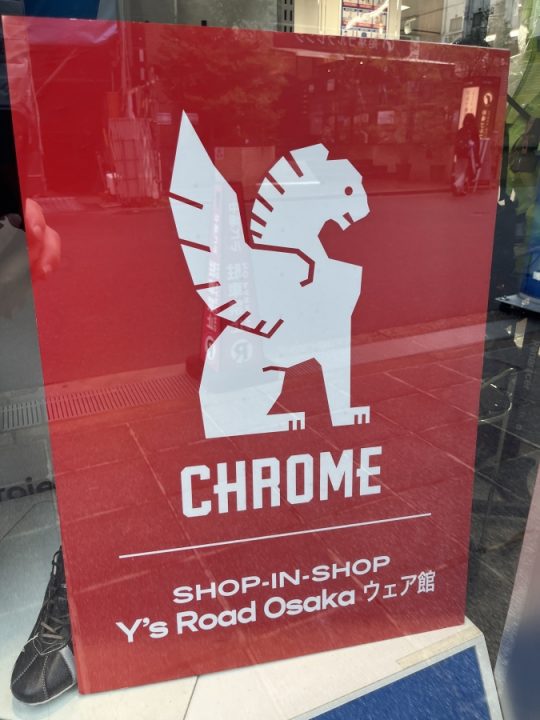 CHROME
SHOP-IN-SHOP
Y's Road Osaka ウェア館